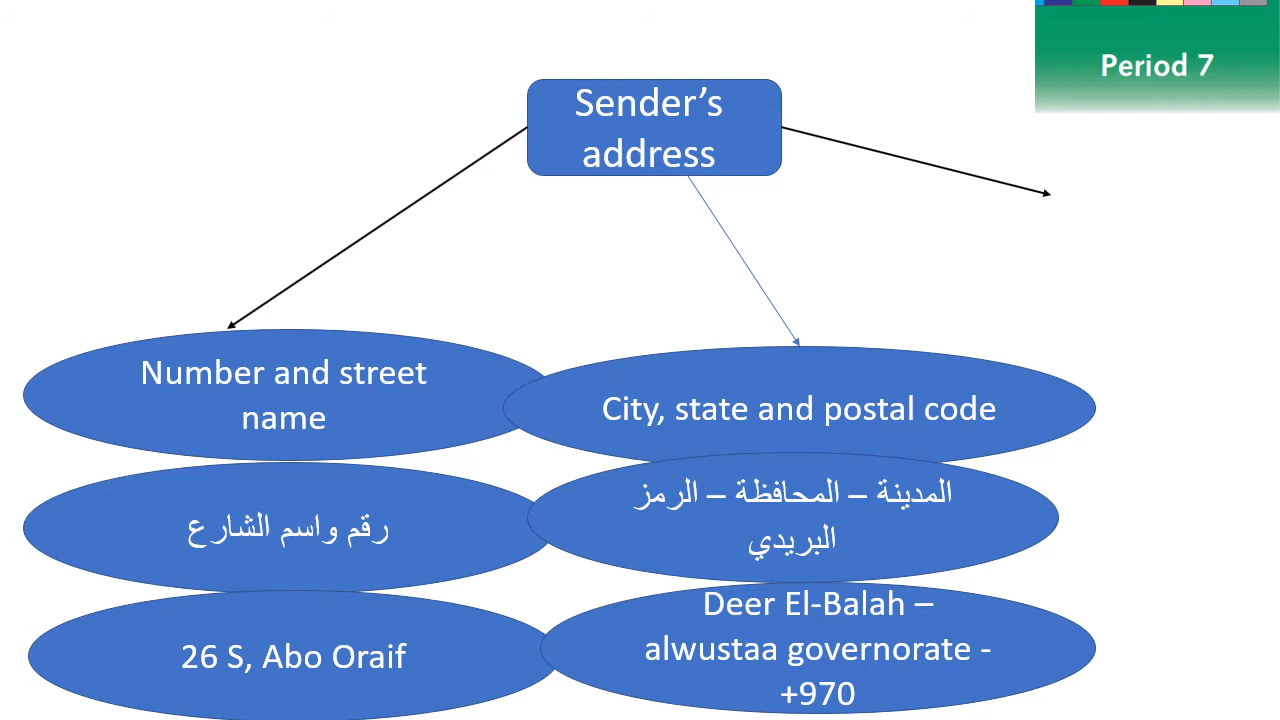 Period 7
Sender's
address
Number and street
name
City, state and postal code
رقم واسم الشارع
المدينة – المحافظة – الرمز
البريدي
26 S, Abo Oraif
Deer El-Balah –
alwustaa governorate -
+970